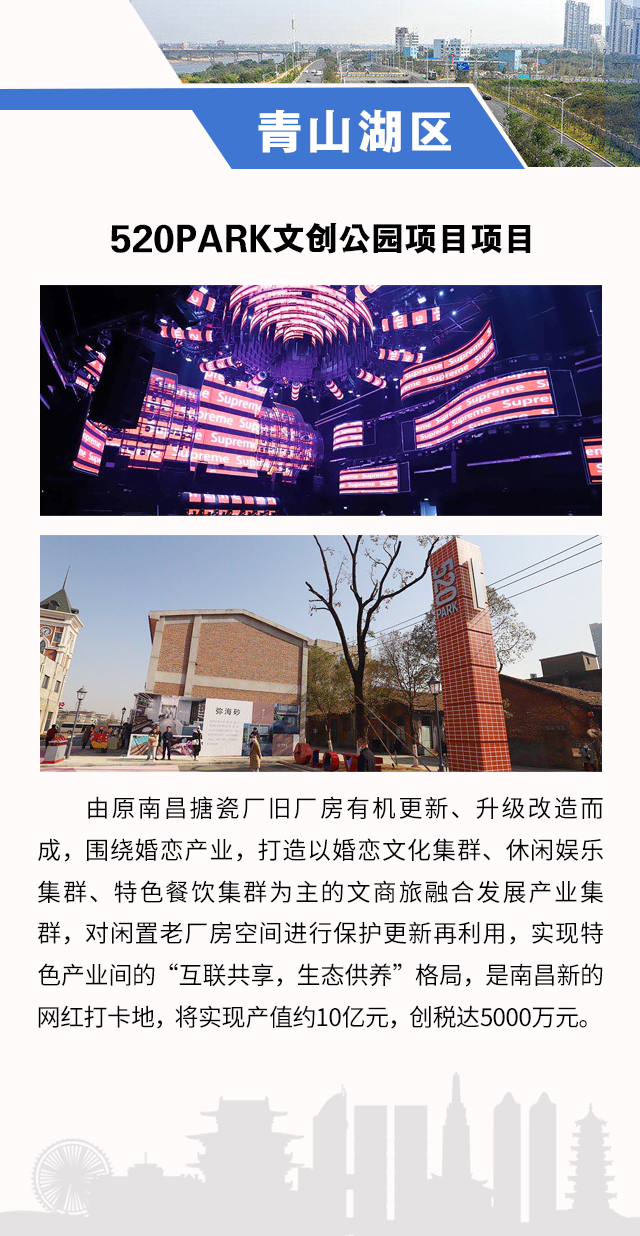 青山湖区
520PARK文创公园项目项目
Supreme
Supreme
Supreme
Supreme
Supreme
Supreme
Supreme
520
PARK
弥海砂
由原南昌搪瓷厂旧厂房有机更新、升级改造而
成，围绕婚恋产业，打造以婚恋文化集群、休闲娱乐
集群、特色餐饮集群为主的文商旅融合发展产业集
群，对闲置老厂房空间进行保护更新再利用，实现特
色产业间的“互联共享，生态供养”格局，是南昌新的
网红打卡地，将实现产值约10亿元，创税达5000万元。